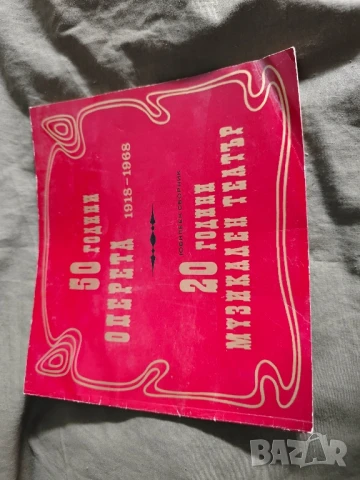 50 ГОДИНИ
ОПЕРЕТА
1918–1968
20 ГОДИНИ
МУЗИКАЛЕН ТЕАТЪР
BAZAR